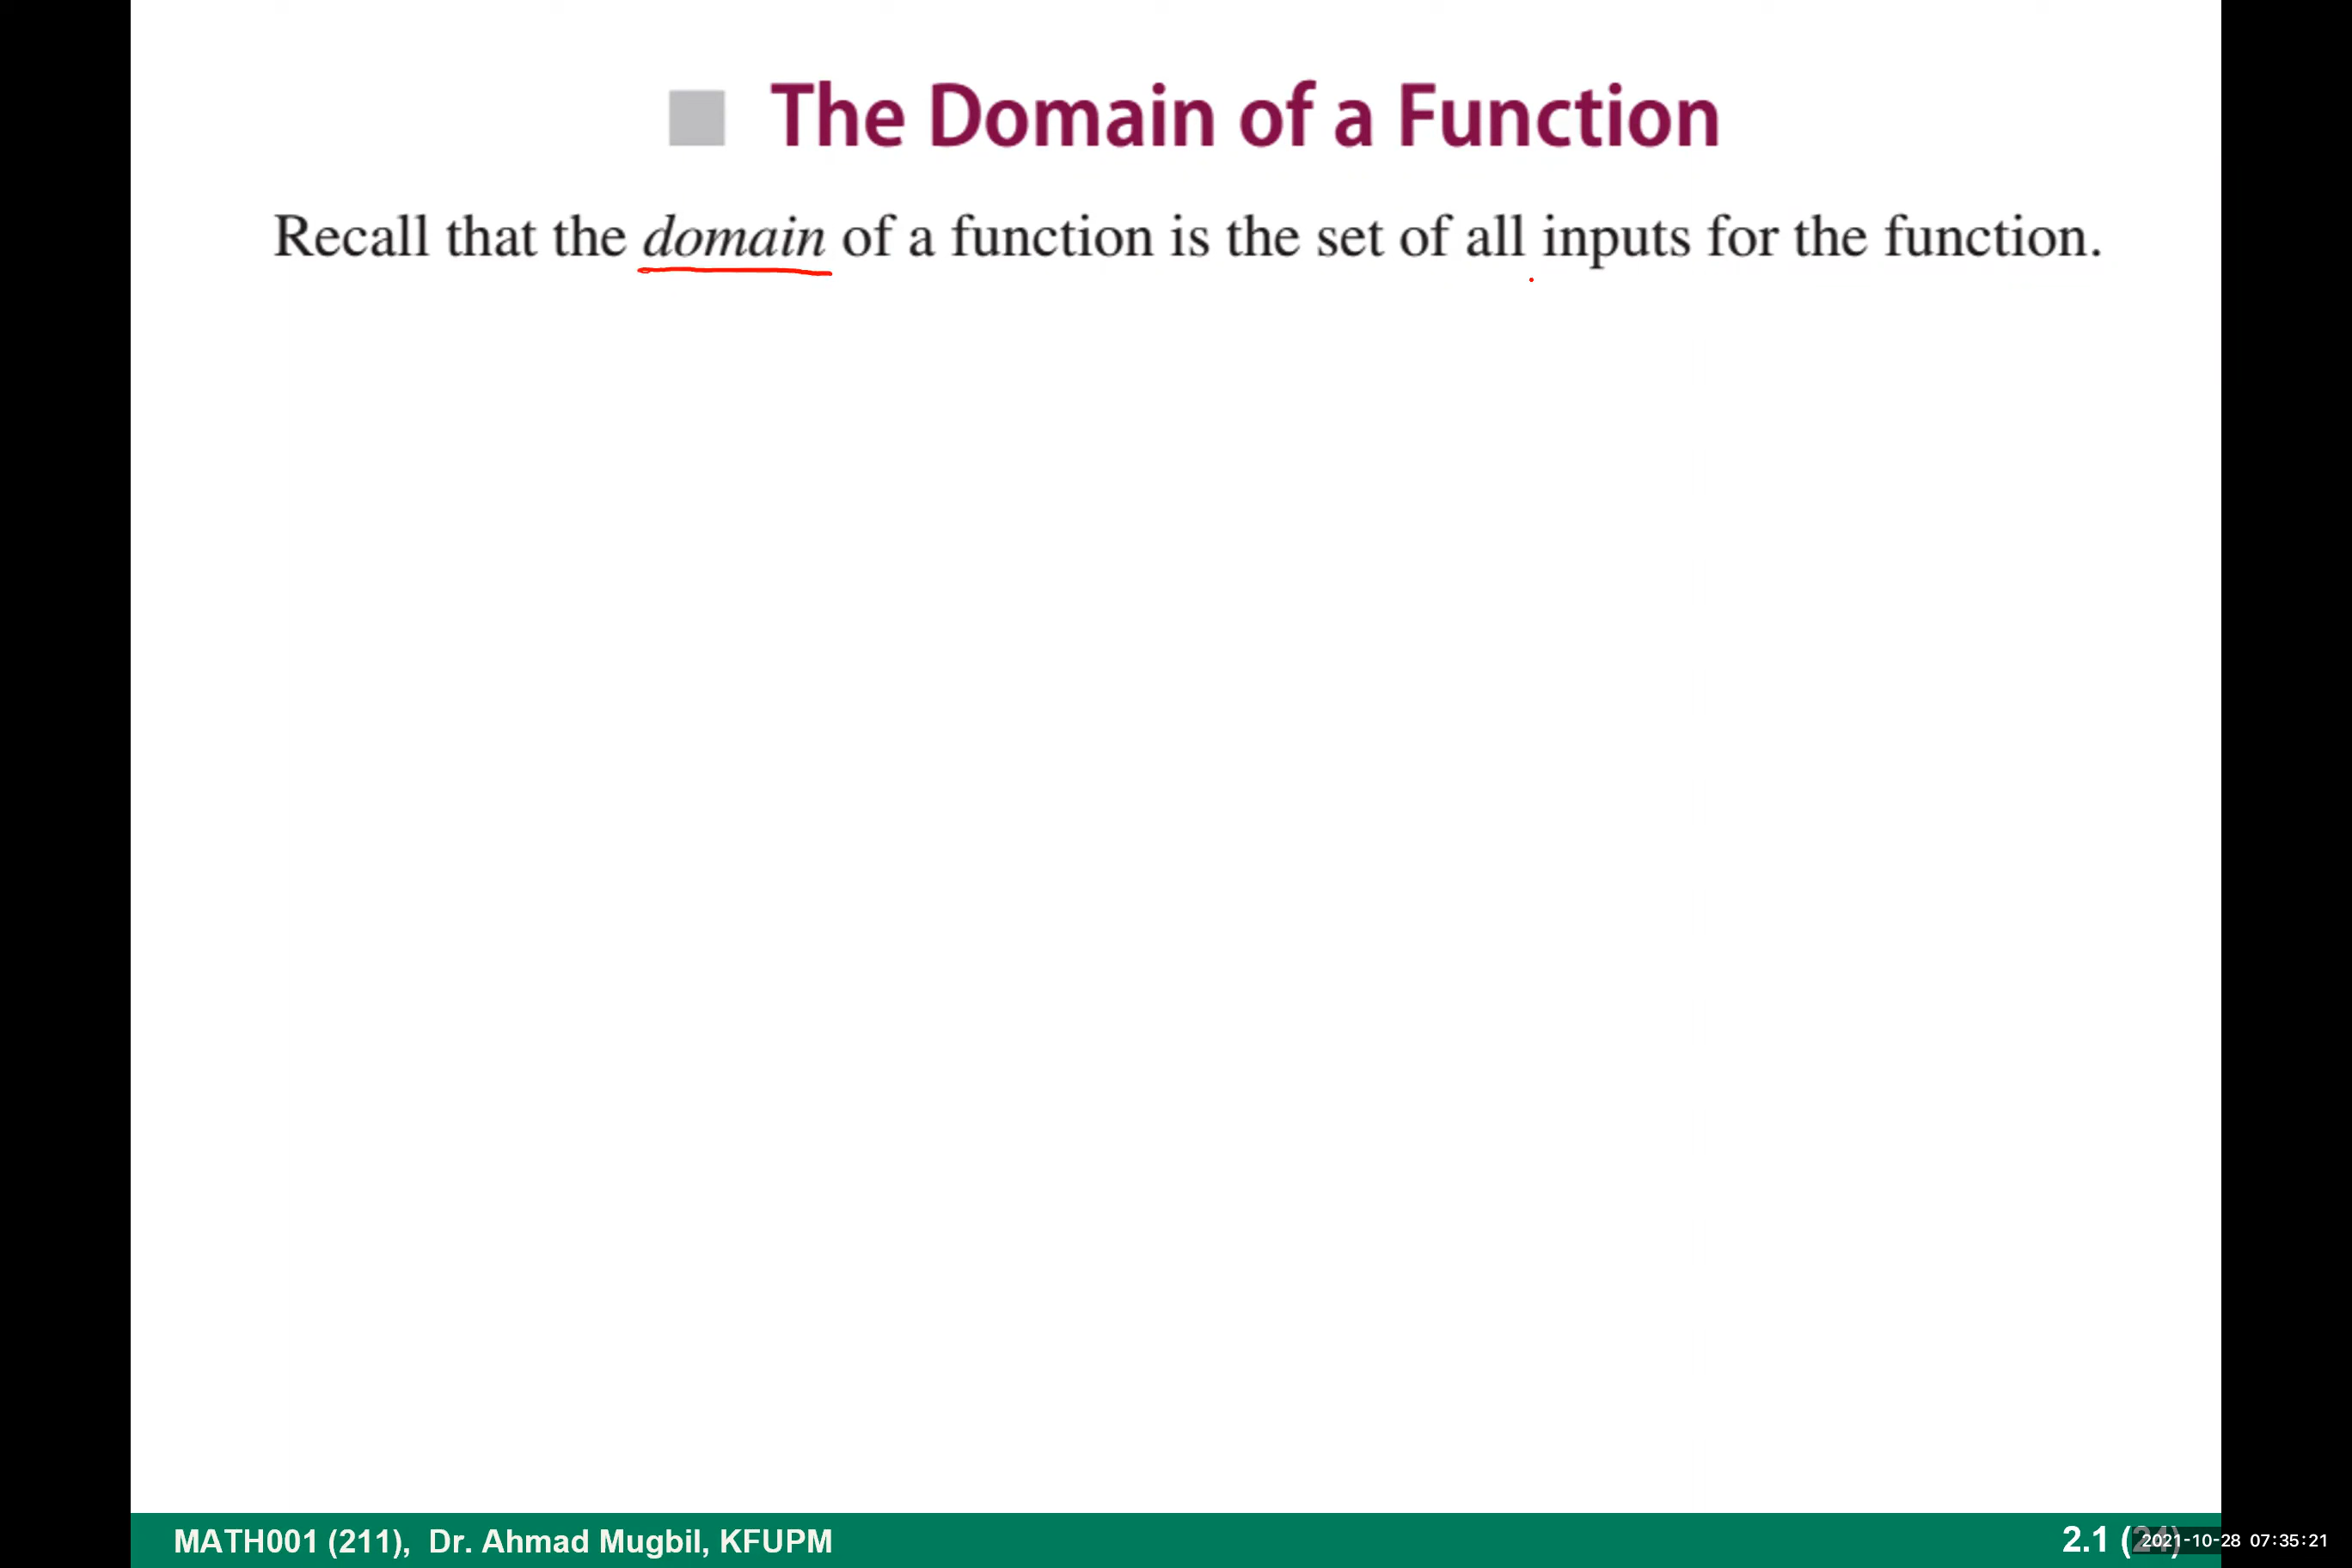 The Domain of a Function
Recall that the domain of a function is the set of all inputs for the function.
MATH001 (211), Dr. Ahmad Mugbil, KFUPM
2.1 (24)
2021-10-28 07:35:21